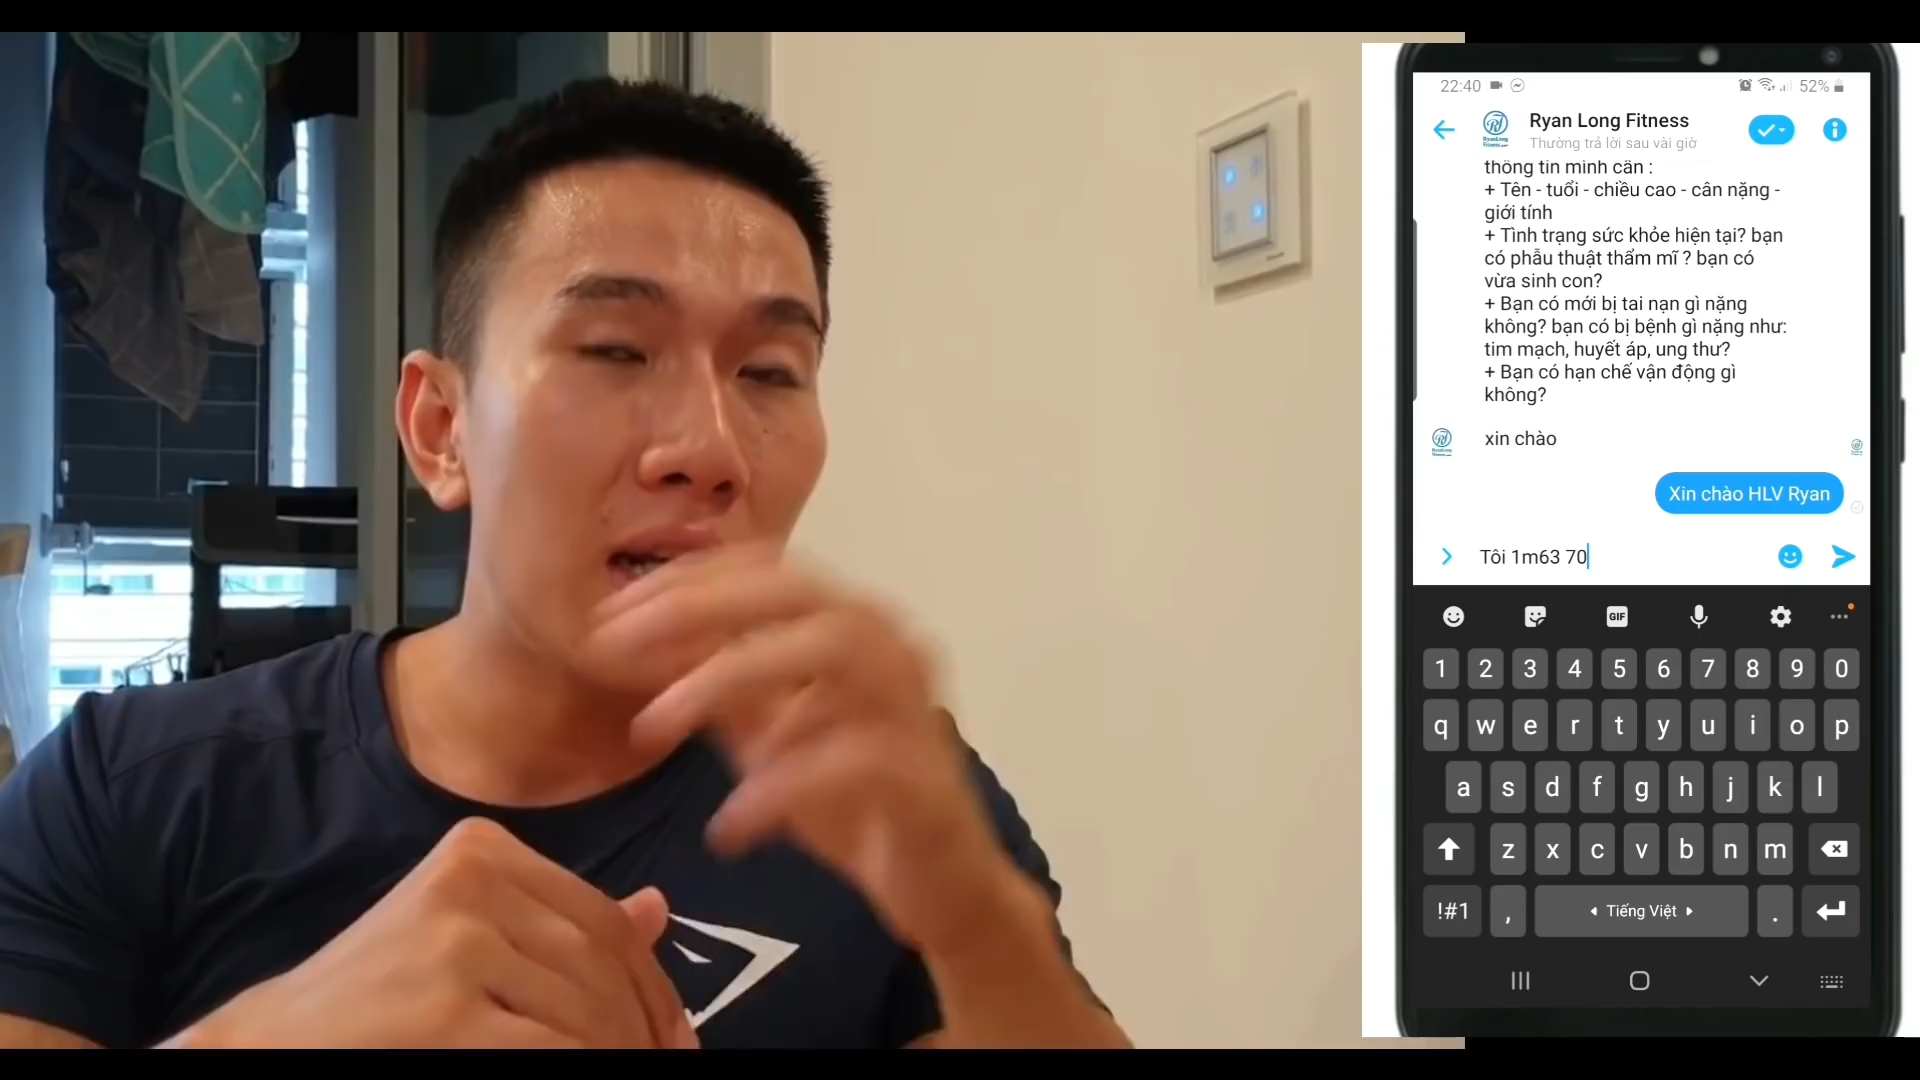 22:40
52%
Ryan Long Fitness
Thường trả lời sau vài giờ
thông tin mình cần :
+ Tên - tuổi - chiều cao - cân nặng -
giới tính
+ Tình trạng sức khỏe hiện tại? bạn
có phẫu thuật thẩm mĩ ? bạn có
vừa sinh con?
+ Bạn có mới bị tai nạn gì nặng
không? bạn có bị bệnh gì nặng như:
tim mạch, huyết áp, ung thư?
+ Bạn có hạn chế vận động gì
không?
xin chào
Xin chào HLV Ryan
Tôi 1m63 70
GIF
1 2 3 4 5 6 7 8 9 0
q w e r t y u i o p
a s d f g h j k l
z x c v b n m
!#1 , Tiếng Việt .